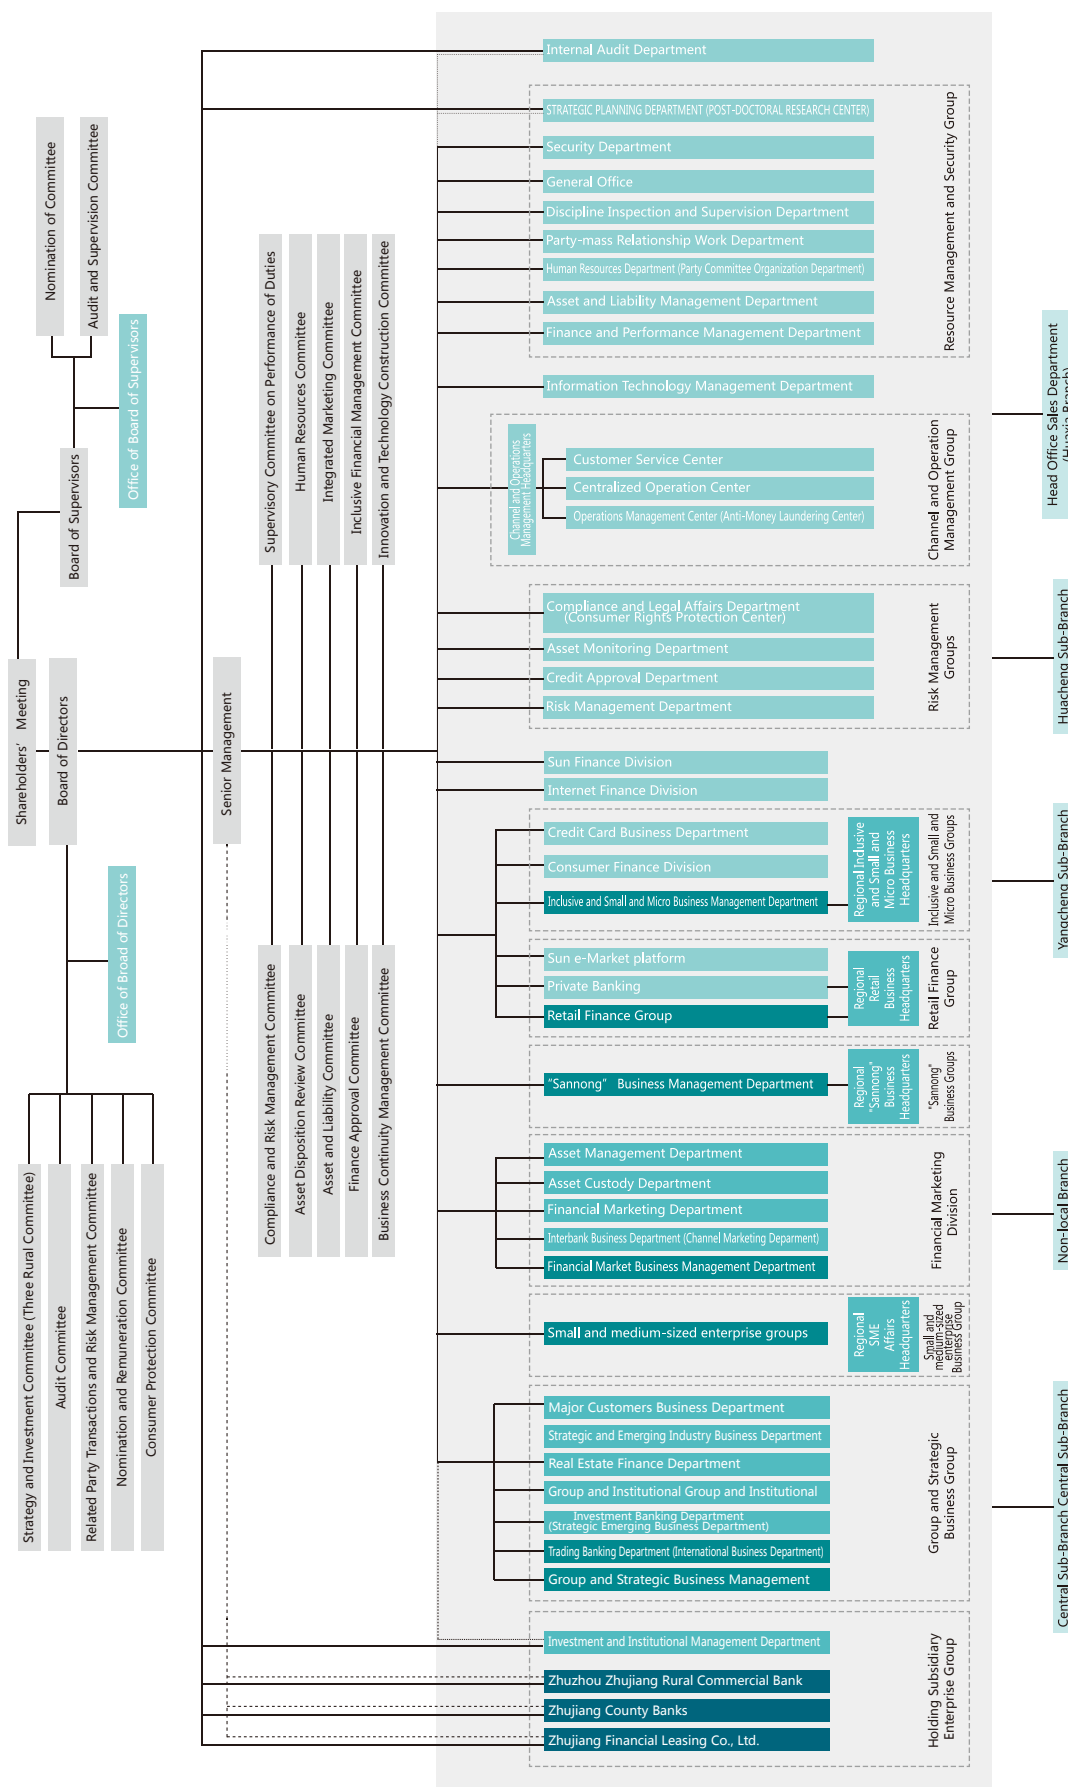 Shareholders' Meeting
Board of Directors
Board of Supervisors
Nomination of Committee
Audit and Supervision Committee
Office of Board of Supervisors
Office of Broad of Directors
Strategy and Investment Committee (Three Rural Committee)
Audit Committee
Related Party Transactions and Risk Management Committee
Nomination and Remuneration Committee
Consumer Protection Committee
Senior Management
Supervisory Committee on Performance of Duties
Human Resources Committee
Integrated Marketing Committee
Inclusive Financial Management Committee
Innovation and Technology Construction Committee
Compliance and Risk Management Committee
Asset Disposition Review Committee
Asset and Liability Committee
Finance Approval Committee
Business Continuity Management Committee
Internal Audit Department
STRATEGIC PLANNING DEPARTMENT (POST-DOCTORAL RESEARCH CENTER)
Security Department
General Office
Discipline Inspection and Supervision Department
Party-mass Relationship Work Department
Human Resources Department (Party Committee Organization Department)
Asset and Liability Management Department
Finance and Performance Management Department
Resource Management and Security Group
Information Technology Management Department
Channel and Operations
Management Headquarters
Customer Service Center
Centralized Operation Center
Operations Management Center (Anti-Money Laundering Center)
Channel and Operation
Management Group
Compliance and Legal Affairs Department
(Consumer Rights Protection Center)
Asset Monitoring Department
Credit Approval Department
Risk Management Department
Risk Management
Groups
Sun Finance Division
Internet Finance Division
Credit Card Business Department
Consumer Finance Division
Inclusive and Small and Micro Business Management Department
Regional Inclusive
and Small and
Micro Business
Headquarters
Inclusive and Small and
Micro Business Groups
Sun e-Market platform
Private Banking
Retail Finance Group
Regional
Retail
Business
Headquarters
Retail Finance
Group
"Sannong" Business Management Department
Regional
"Sannong"
Business
Headquarters
"Sannong"
Business Groups
Asset Management Department
Asset Custody Department
Financial Marketing Department
Interbank Business Department (Channel Marketing Deparment)
Financial Market Business Management Department
Financial Marketing
Division
Small and medium-sized enterprise groups
Regional
SME
Affairs
Headquarters
Small and
medium-sized
enterprise
Business Group
Major Customers Business Department
Strategic and Emerging Industry Business Department
Real Estate Finance Department
Group and Institutional Group and Institutional
Investment Banking Department
(Strategic Emerging Business Department)
Trading Banking Department (International Business Department)
Group and Strategic Business Management
Group and Strategic
Business Group
Investment and Institutional Management Department
Zhuzhou Zhujiang Rural Commercial Bank
Zhujiang County Banks
Zhujiang Financial Leasing Co., Ltd.
Holding Subsidiary
Enterprise Group
Head Office Sales Department
(Huaxia Branch)
Huacheng Sub-Branch
Yangcheng Sub-Branch
Non-local Branch
Central Sub-Branch Central Sub-Branch